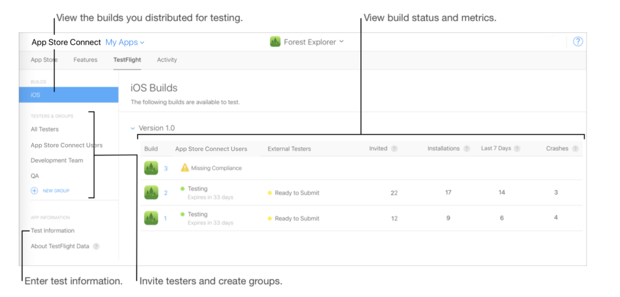 View the builds you distributed for testing.
View build status and metrics.
App Store Connect My Apps
Forest Explorer
?
App Store Features TestFlight Activity
BUILDS
iOS
iOS Builds
The following builds are available to test.
TESTERS & GROUPS
All Testers
App Store Connect Users
Development Team
QA
NEW GROUP
Version 1.0
Build App Store Connect Users External Testers Invited ? Installations ? Last 7 Days ? Crashes ?
3 Missing Compliance
2 Testing Ready to Submit 22 17 14 3
Expires in 33 days
1 Testing Ready to Submit 12 9 6 4
Expires in 33 days
APP INFORMATION
Test Information
About TestFlight Data ?
Enter test information.
Invite testers and create groups.